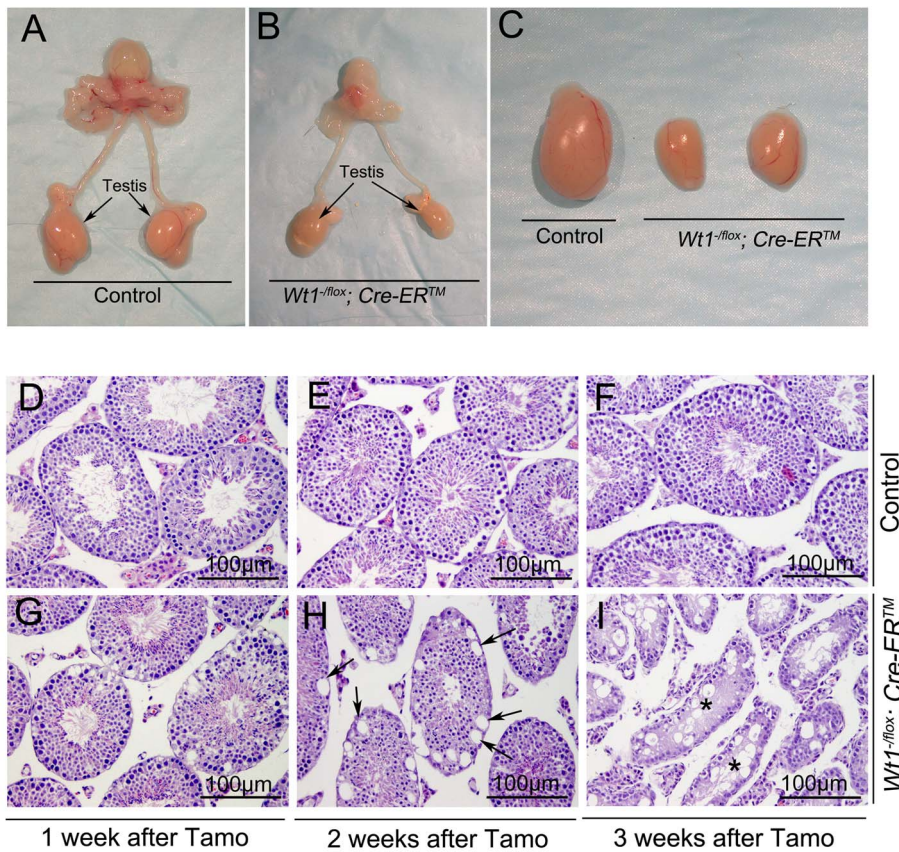 A
B
C
Testis
Testis
Control
Wt1-/flox; Cre-ERTM
Control
Wt1-/flox; Cre-ERTM
D
E
F
100µm
100µm
100µm
Control
G
H
I
*
*
100µm
100µm
100µm
Wt1-/flox; Cre-ERTM
1 week after Tamo
2 weeks after Tamo
3 weeks after Tamo